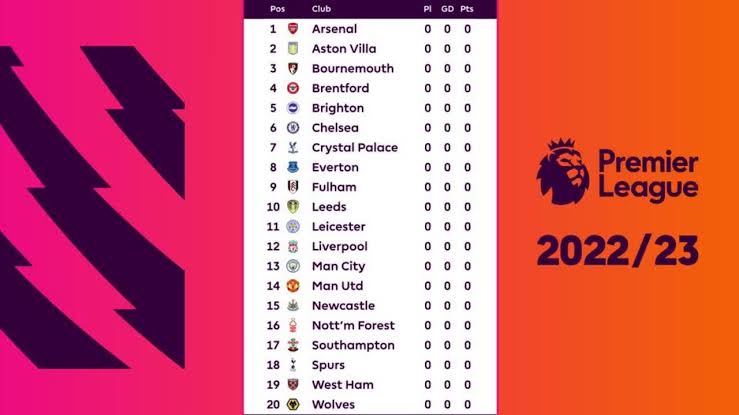 Pos Club Pl GD Pts
1 Arsenal 0 0 0
2 Aston Villa 0 0 0
3 Bournemouth 0 0 0
4 Brentford 0 0 0
5 Brighton 0 0 0
6 Chelsea 0 0 0
7 Crystal Palace 0 0 0
8 Everton 0 0 0
9 Fulham 0 0 0
10 Leeds 0 0 0
11 Leicester 0 0 0
12 Liverpool 0 0 0
13 Man City 0 0 0
14 Man Utd 0 0 0
15 Newcastle 0 0 0
16 Nott'm Forest 0 0 0
17 Southampton 0 0 0
18 Spurs 0 0 0
19 West Ham 0 0 0
20 Wolves 0 0 0
Premier
League
2022/23